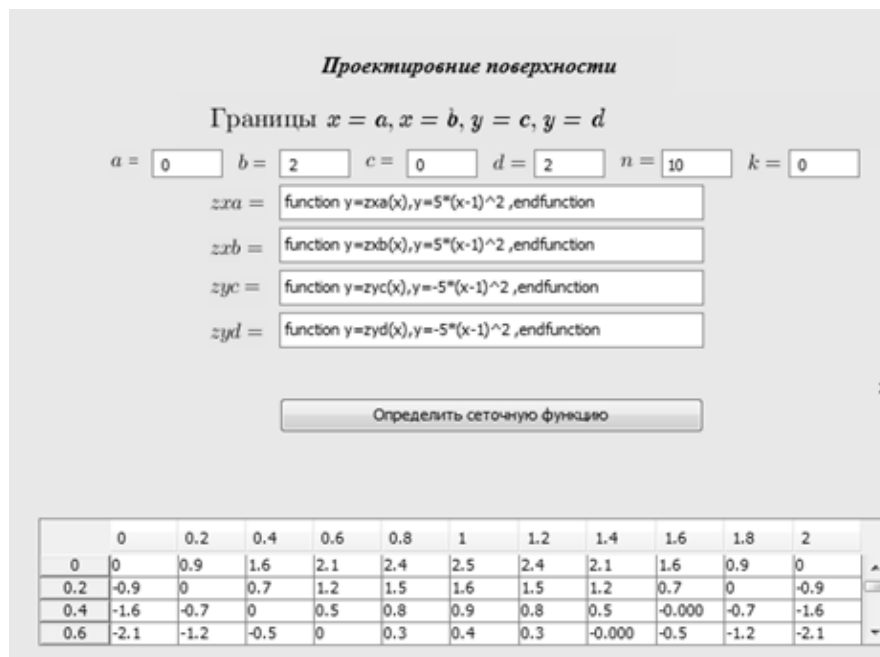 Проектировние поверхности
Границы x = a, x = b, y = c, y = d
a = 0 b = 2 c = 0 d = 2 n = 10 k = 0
zxa = function y=zxa(x),y=5*(x-1)^2 ,endfunction
zxb = function y=zxb(x),y=5*(x-1)^2 ,endfunction
zyc = function y=zyc(x),y=-5*(x-1)^2 ,endfunction
zyd = function y=zyd(x),y=-5*(x-1)^2 ,endfunction
Определить сеточную функцию
0 0.2 0.4 0.6 0.8 1 1.2 1.4 1.6 1.8 2
0 0 0.9 1.6 2.1 2.4 2.5 2.4 2.1 1.6 0.9 0
0.2 -0.9 0 0.7 1.2 1.5 1.6 1.5 1.2 0.7 0 -0.9
0.4 -1.6 -0.7 0 0.5 0.8 0.9 0.8 0.5 -0.000 -0.7 -1.6
0.6 -2.1 -1.2 -0.5 0 0.3 0.4 0.3 -0.000 -0.5 -1.2 -2.1